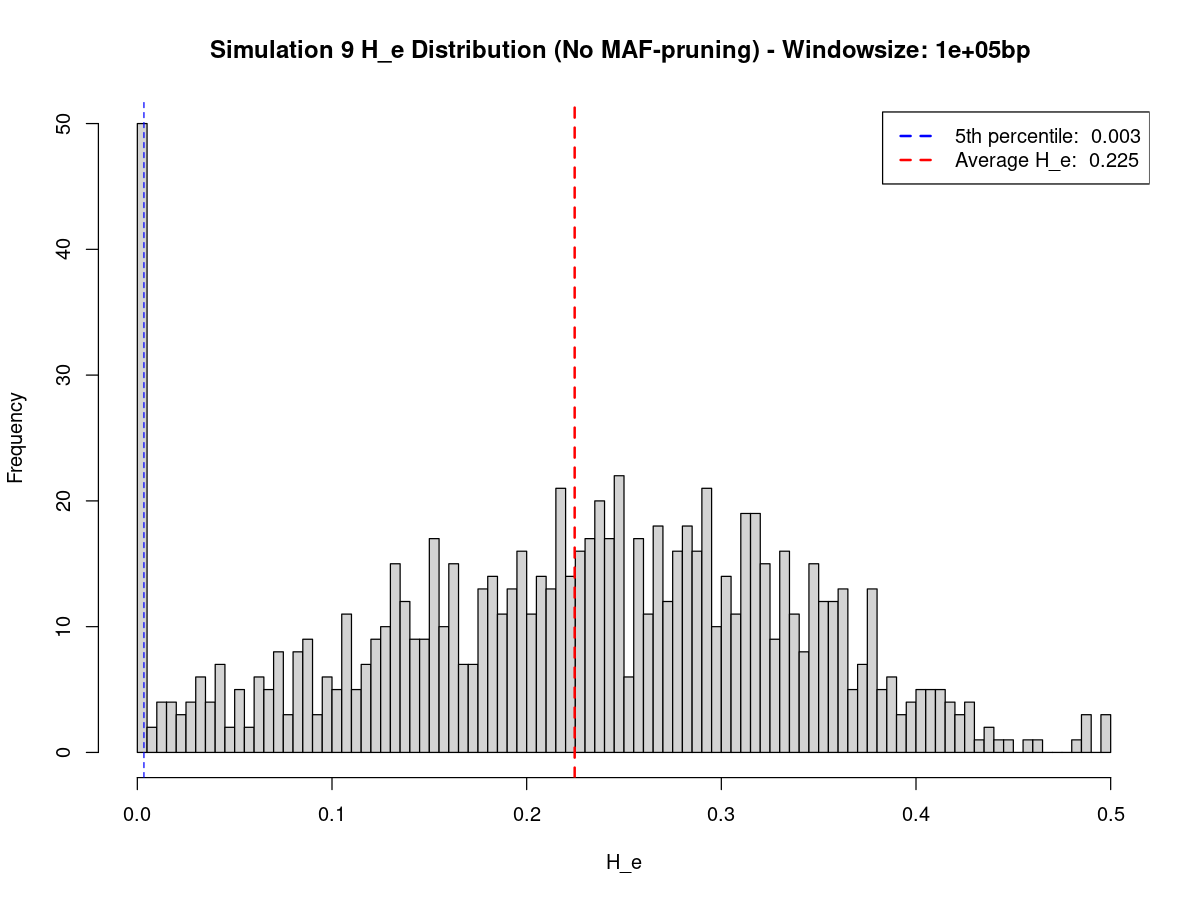 Simulation 9 H_e Distribution (No MAF-pruning) - Windowsize: 1e+05bp
5th percentile:  0.003
Average H_e:  0.225
Frequency
50
40
30
20
10
0
0.0 0.1 0.2 0.3 0.4 0.5
H_e